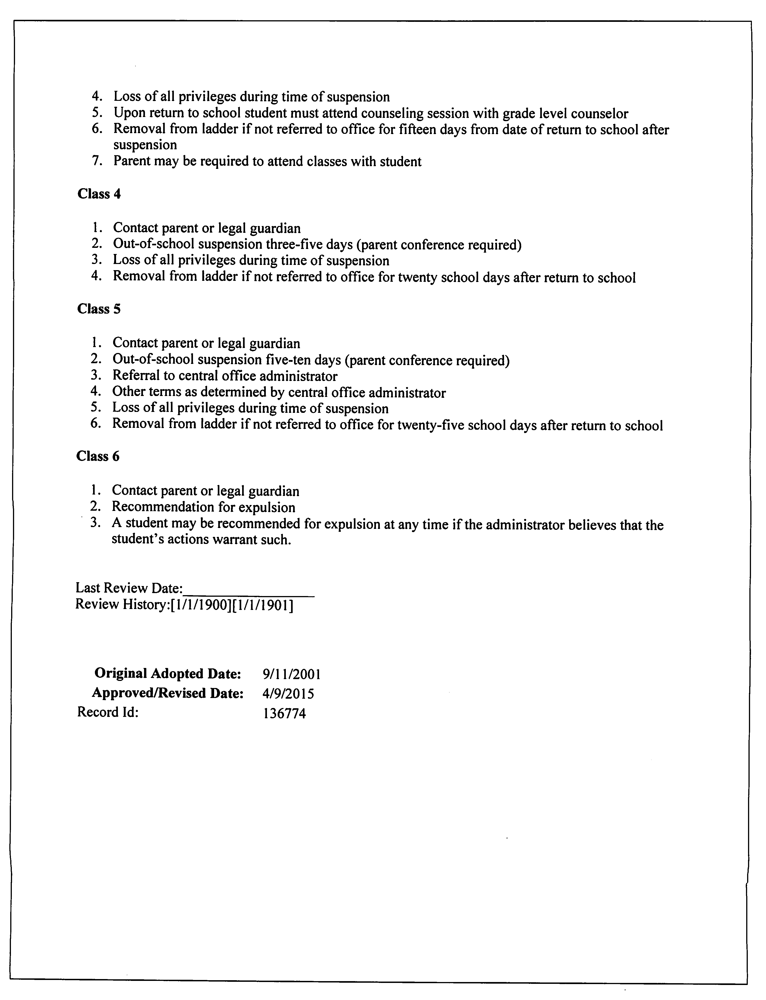 4. Loss of all privileges during time of suspension
5. Upon return to school student must attend counseling session with grade level counselor
6. Removal from ladder if not referred to office for fifteen days from date of return to school after
suspension
7. Parent may be required to attend classes with student
Class 4
1. Contact parent or legal guardian
2. Out-of-school suspension three-five days (parent conference required)
3. Loss of all privileges during time of suspension
4. Removal from ladder if not referred to office for twenty school days after return to school
Class 5
1. Contact parent or legal guardian
2. Out-of-school suspension five-ten days (parent conference required)
3. Referral to central office administrator
4. Other terms as determined by central office administrator
5. Loss of all privileges during time of suspension
6. Removal from ladder if not referred to office for twenty-five school days after return to school
Class 6
1. Contact parent or legal guardian
2. Recommendation for expulsion
3. A student may be recommended for expulsion at any time if the administrator believes that the
student's actions warrant such.
Last Review Date:
Review History:[1/1/1900][1/1/1901]
Original Adopted Date: 9/11/2001
Approved/Revised Date: 4/9/2015
Record Id: 136774